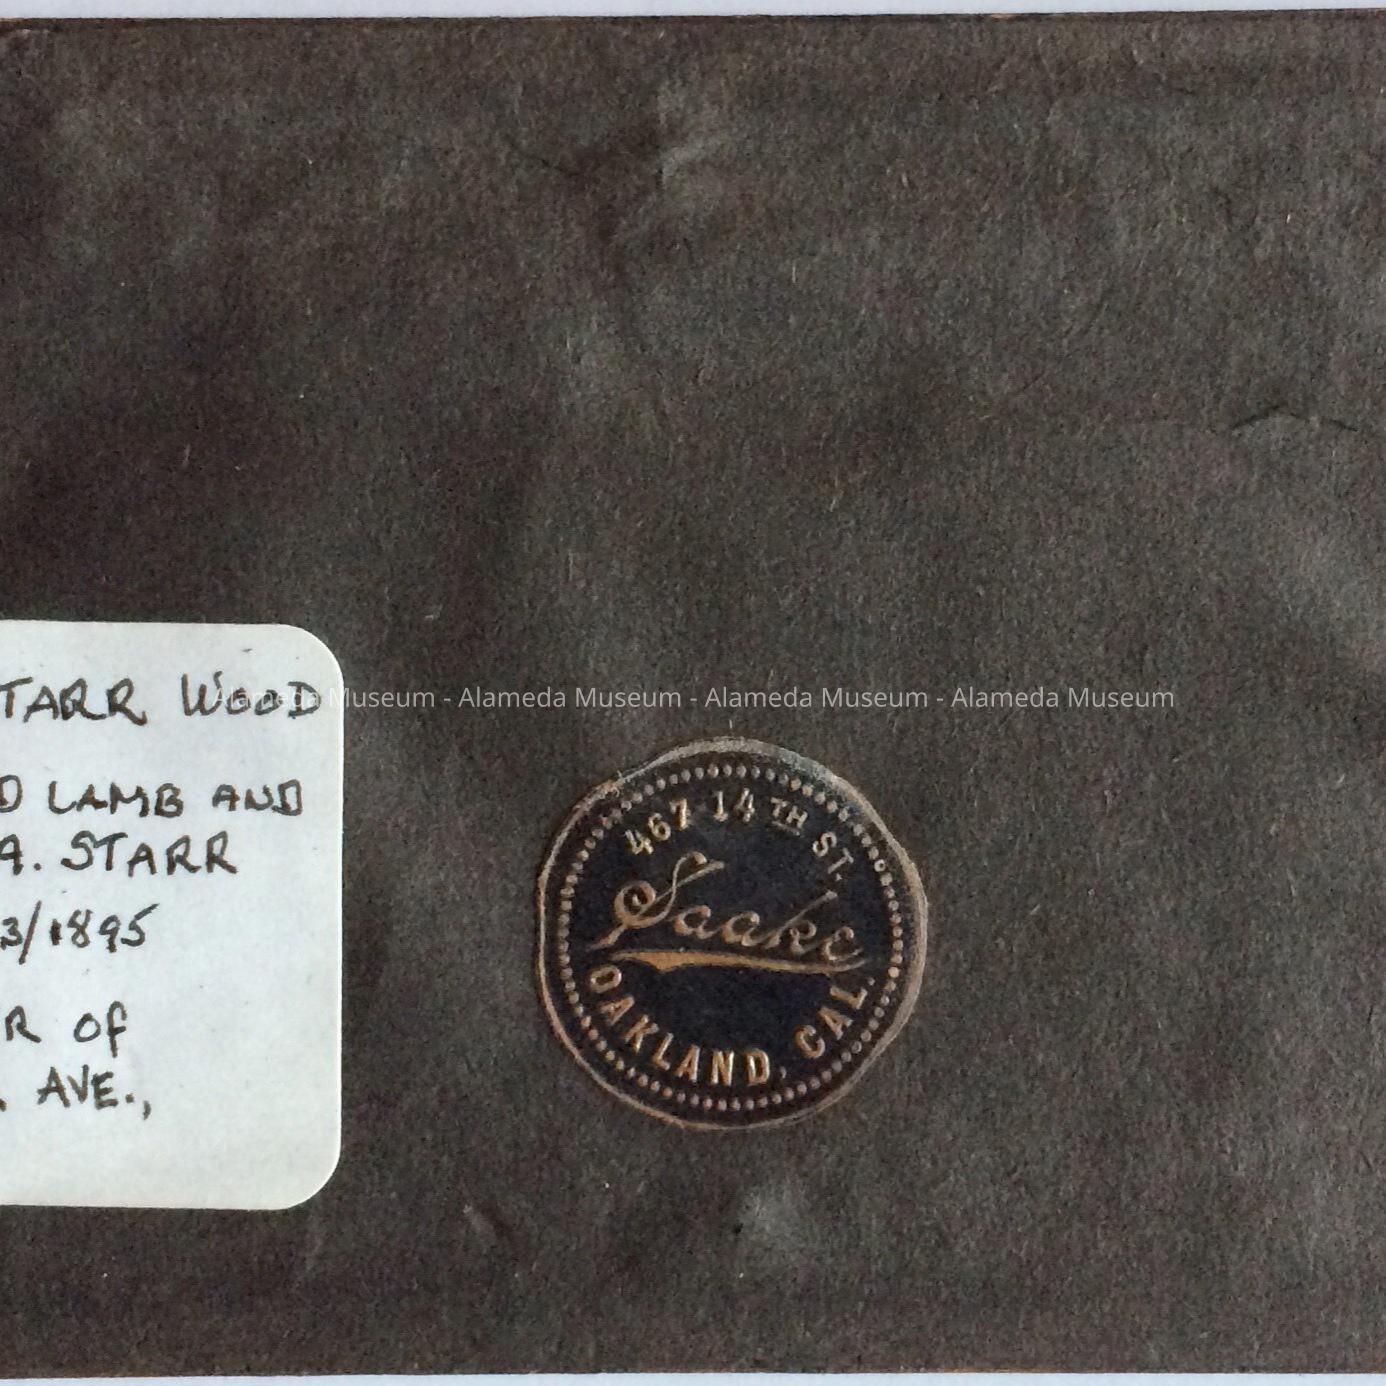 TARR WOOD
D LAMB AND
A. STARR
3/1895
R OF
. AVE.,
Alameda Museum - Alameda Museum - Alameda Museum - Alameda Museum
467 14TH ST.
Saake
OAKLAND, CAL.